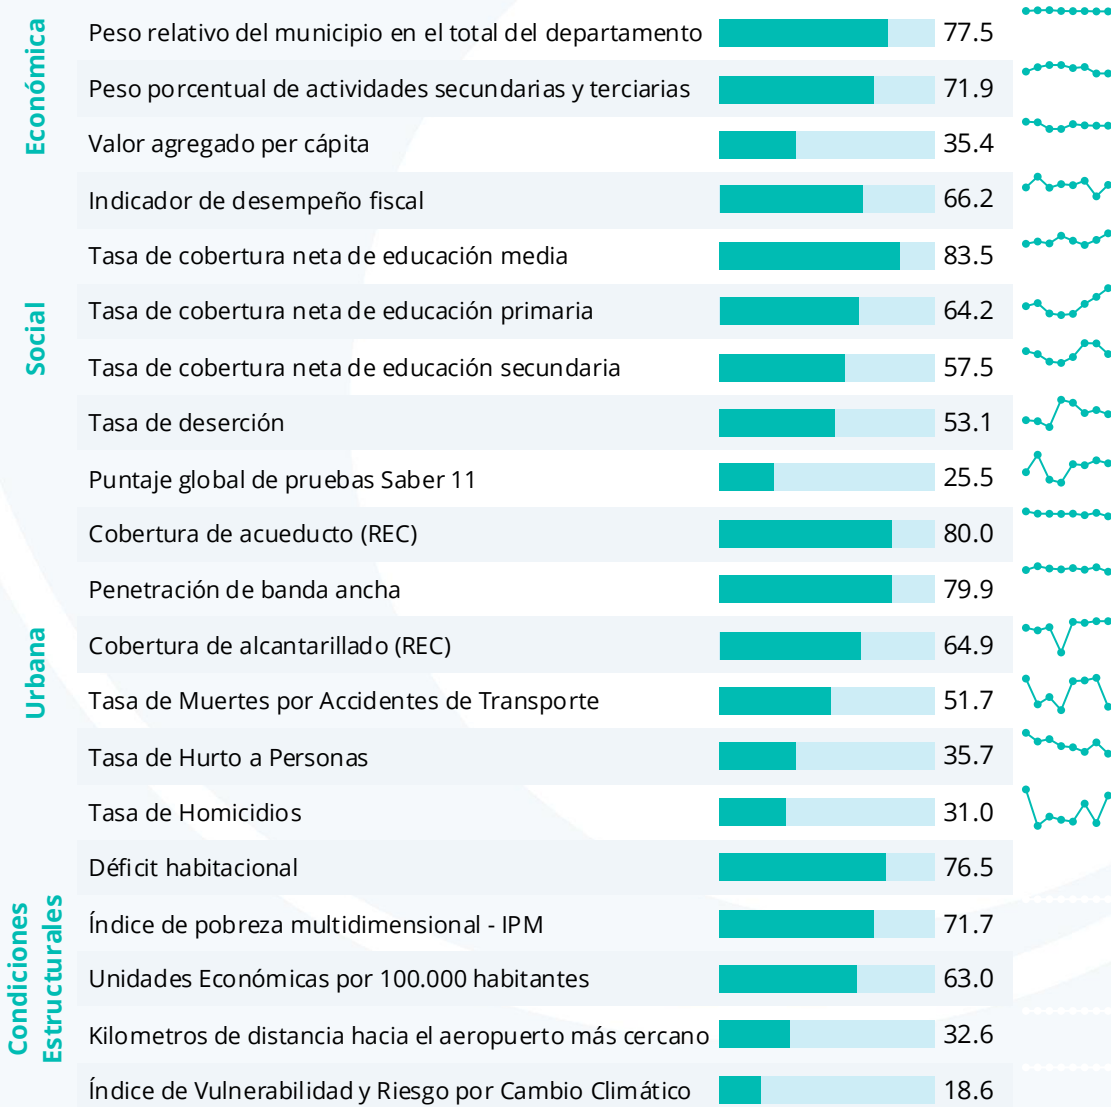 Económica
Peso relativo del municipio en el total del departamento 77.5
Peso porcentual de actividades secundarias y terciarias 71.9
Valor agregado per cápita 35.4
Indicador de desempeño fiscal 66.2
Social
Tasa de cobertura neta de educación media 83.5
Tasa de cobertura neta de educación primaria 64.2
Tasa de cobertura neta de educación secundaria 57.5
Tasa de deserción 53.1
Puntaje global de pruebas Saber 11 25.5
Urbana
Cobertura de acueducto (REC) 80.0
Penetración de banda ancha 79.9
Cobertura de alcantarillado (REC) 64.9
Tasa de Muertes por Accidentes de Transporte 51.7
Tasa de Hurto a Personas 35.7
Tasa de Homicidios 31.0
Condiciones
Estructurales
Déficit habitacional 76.5
Índice de pobreza multidimensional - IPM 71.7
Unidades Económicas por 100.000 habitantes 63.0
Kilometros de distancia hacia el aeropuerto más cercano 32.6
Índice de Vulnerabilidad y Riesgo por Cambio Climático 18.6